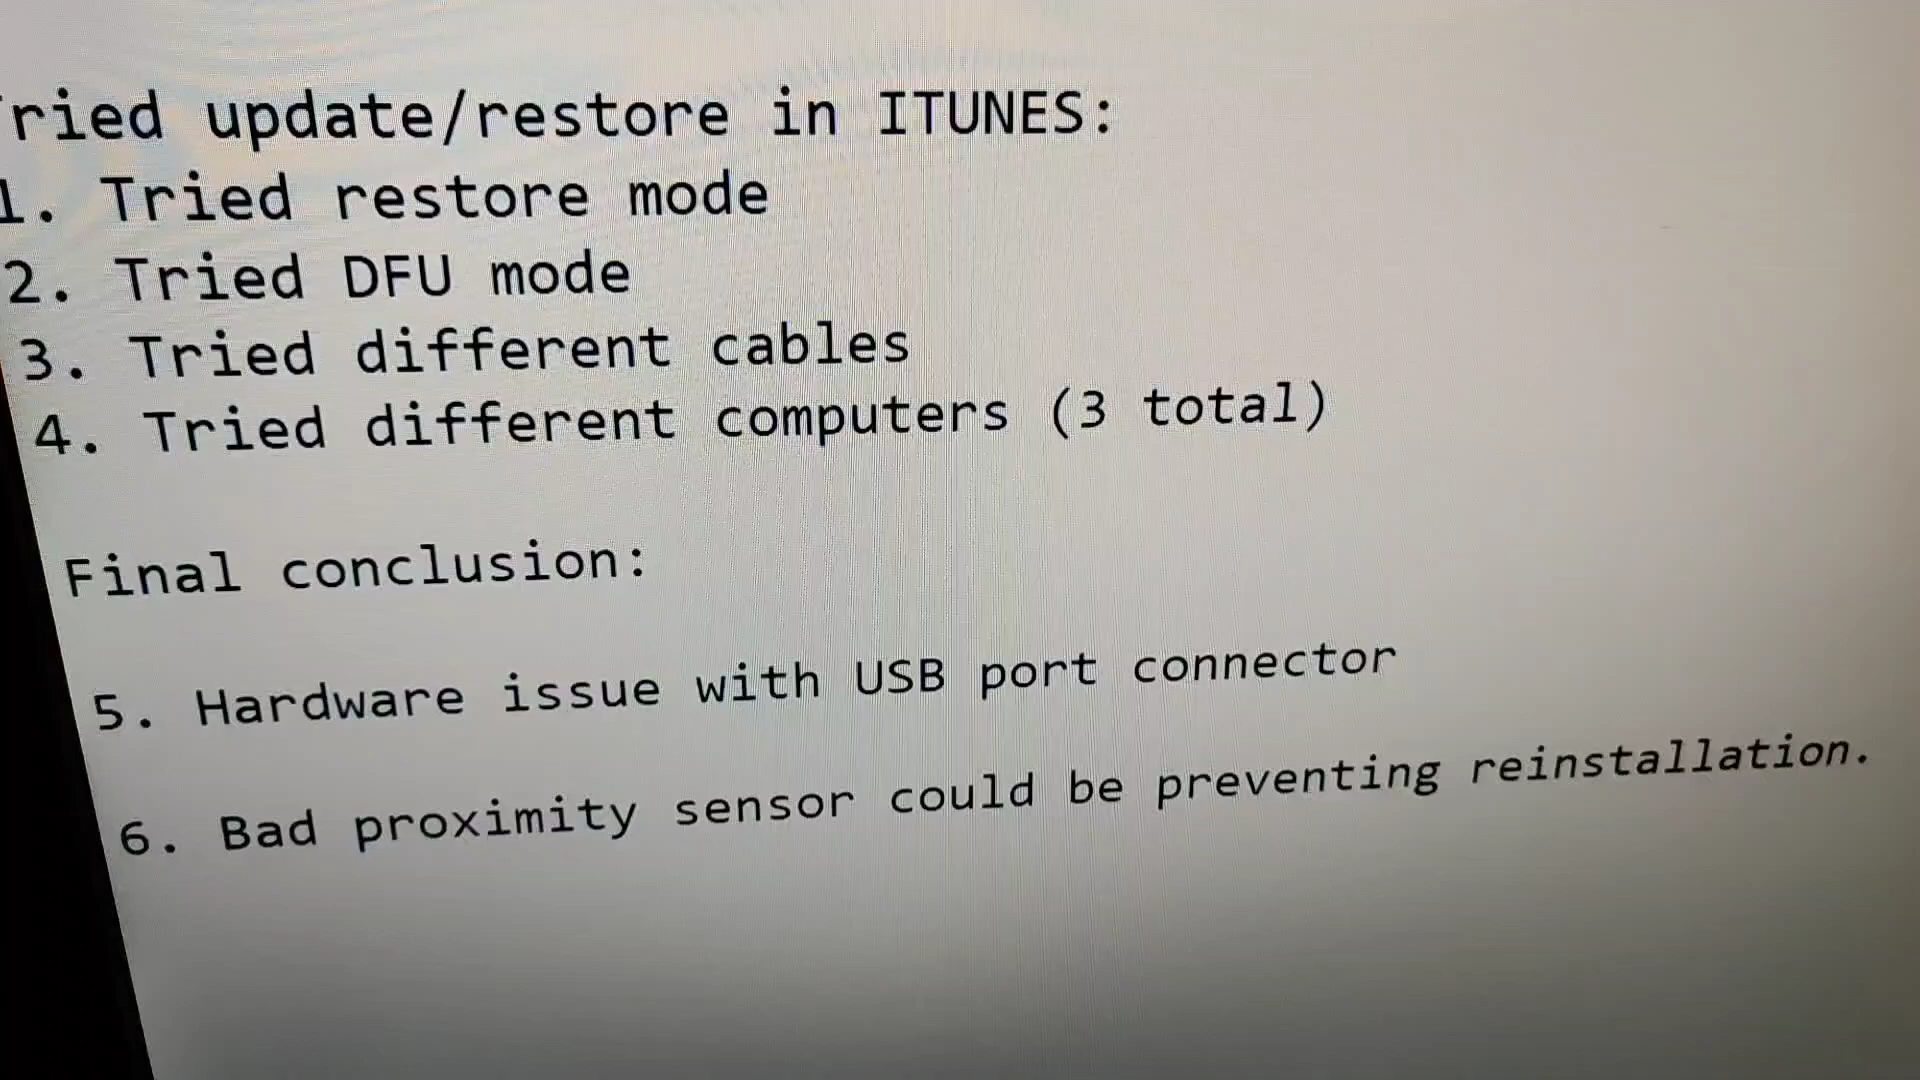 ried update/restore in ITUNES:
1. Tried restore mode
2. Tried DFU mode
3. Tried different cables
4. Tried different computers (3 total)
Final conclusion:
5. Hardware issue with USB port connector
6. Bad proximity sensor could be preventing reinstallation.